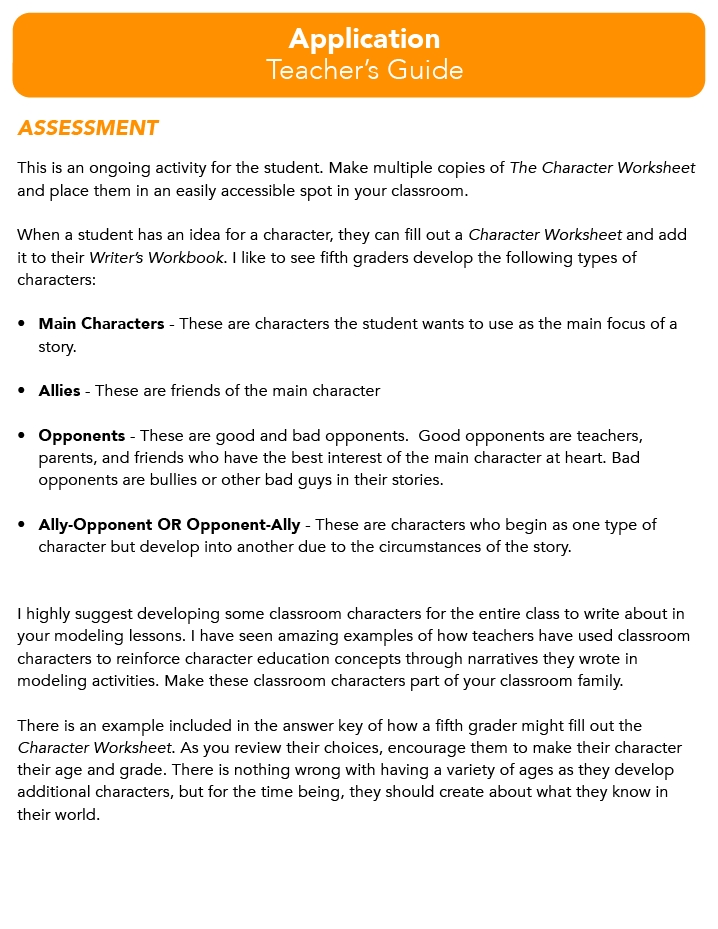 Application
Teacher's Guide
ASSESSMENT
This is an ongoing activity for the student. Make multiple copies of The Character Worksheet
and place them in an easily accessible spot in your classroom.
When a student has an idea for a character, they can fill out a Character Worksheet and add
it to their Writer's Workbook. I like to see fifth graders develop the following types of
characters:
• Main Characters - These are characters the student wants to use as the main focus of a
story.
• Allies - These are friends of the main character
• Opponents - These are good and bad opponents.  Good opponents are teachers,
parents, and friends who have the best interest of the main character at heart. Bad
opponents are bullies or other bad guys in their stories.
• Ally-Opponent OR Opponent-Ally - These are characters who begin as one type of
character but develop into another due to the circumstances of the story.
I highly suggest developing some classroom characters for the entire class to write about in
your modeling lessons. I have seen amazing examples of how teachers have used classroom
characters to reinforce character education concepts through narratives they wrote in
modeling activities. Make these classroom characters part of your classroom family.
There is an example included in the answer key of how a fifth grader might fill out the
Character Worksheet. As you review their choices, encourage them to make their character
their age and grade. There is nothing wrong with having a variety of ages as they develop
additional characters, but for the time being, they should create about what they know in
their world.